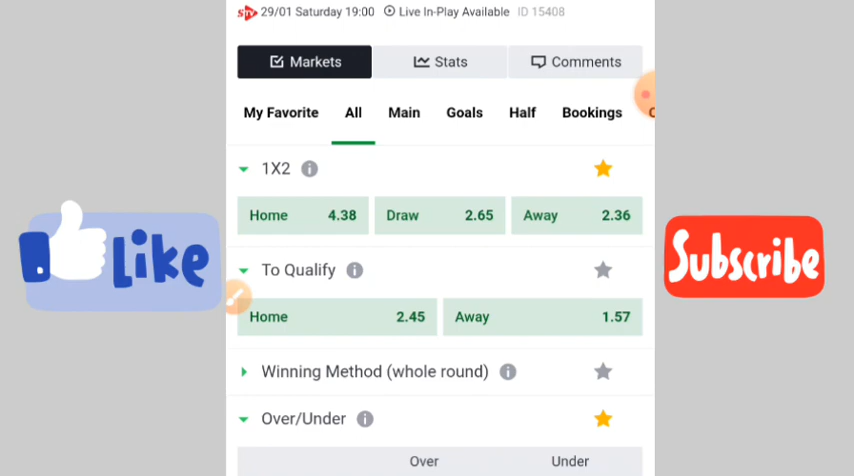 STV 29/01 Saturday 19:00 Live In-Play Available ID 15408
Markets Stats Comments
My Favorite All Main Goals Half Bookings
1X2
Home 4.38 Draw 2.65 Away 2.36
To Qualify
Home 2.45 Away 1.57
Winning Method (whole round)
Over/Under
Over Under
Like
Subscribe